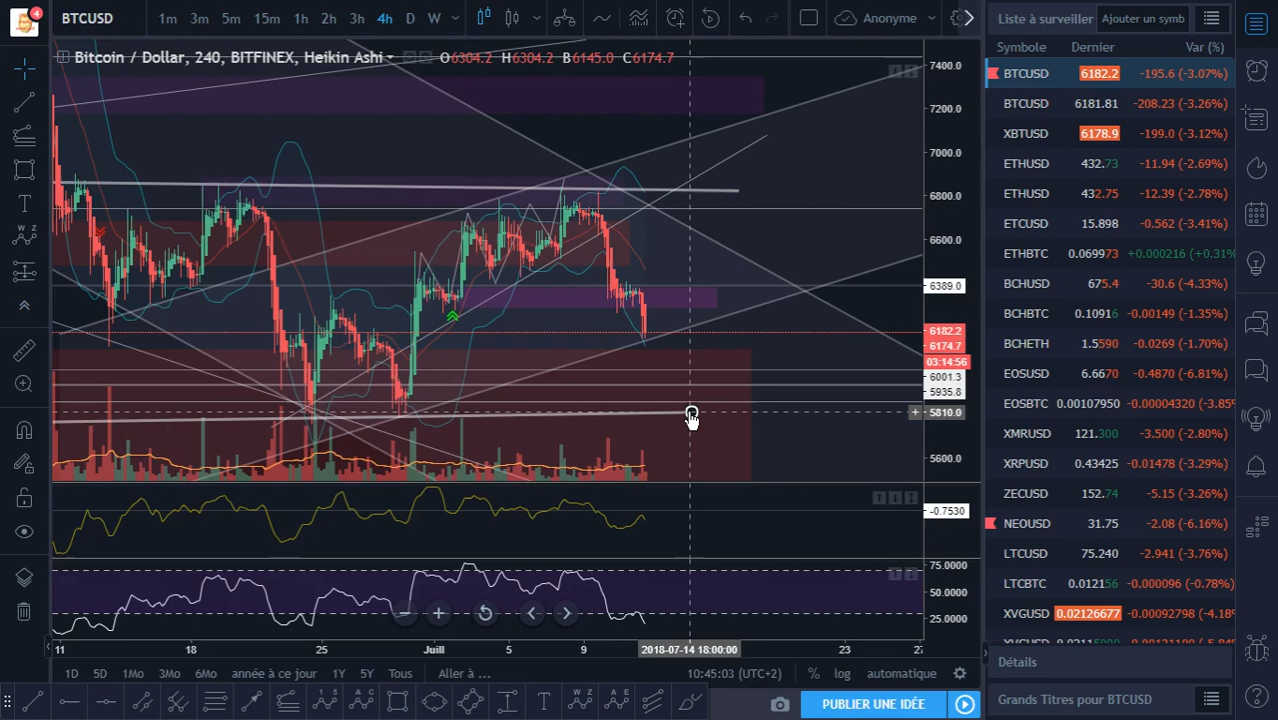 4
BTCUSD
1m 3m 5m 15m 1h 2h 3h 4h D W
Anonyme
Bitcoin / Dollar, 240, BITFINEX, Heikin Ashi
O6304.2 H6304.2 B6145.0 C6174.7
7400.0
7200.0
7000.0
6800.0
6600.0
6389.0
6182.2
6174.7
03:14:56
6001.3
5935.8
5810.0
5600.0
-0.7530
75.0000
50.0000
25.0000
11 18 25 Juill 5 9 2018-07-14 18:00:00 23 27
1D 5D 1Mo 3Mo 6Mo année à ce jour 1Y 5Y Tous Aller à ... 10:45:03 (UTC+2) % log automatique
PUBLIER UNE IDÉE
Liste à surveiller Ajouter un symb
Symbole Dernier Var (%)
BTCUSD 6182.2 -195.6 (-3.07%)
BTCUSD 6181.81 -208.23 (-3.26%)
XBTUSD 6178.9 -199.0 (-3.12%)
ETHUSD 432.73 -11.94 (-2.69%)
ETHUSD 432.75 -12.39 (-2.78%)
ETCUSD 15.898 -0.562 (-3.41%)
ETHBTC 0.069973 +0.000216 (+0.31%
BCHUSD 675.4 -30.6 (-4.33%)
BCHBTC 0.10916 -0.00149 (-1.35%)
BCHETH 1.5590 -0.0269 (-1.70%)
EOSUSD 6.6670 -0.4870 (-6.81%)
EOSBTC 0.00107950 -0.00004320 (-3.85%
XMRUSD 121.300 -3.500 (-2.80%)
XRPUSD 0.43425 -0.01478 (-3.29%)
ZECUSD 152.74 -5.15 (-3.26%)
NEOUSD 31.75 -2.08 (-6.16%)
LTCUSD 75.240 -2.941 (-3.76%)
LTCBTC 0.012156 -0.000096 (-0.78%)
XVGUSD 0.02126677 -0.00092798 (-4.18%
Détails
Grands Titres pour BTCUSD